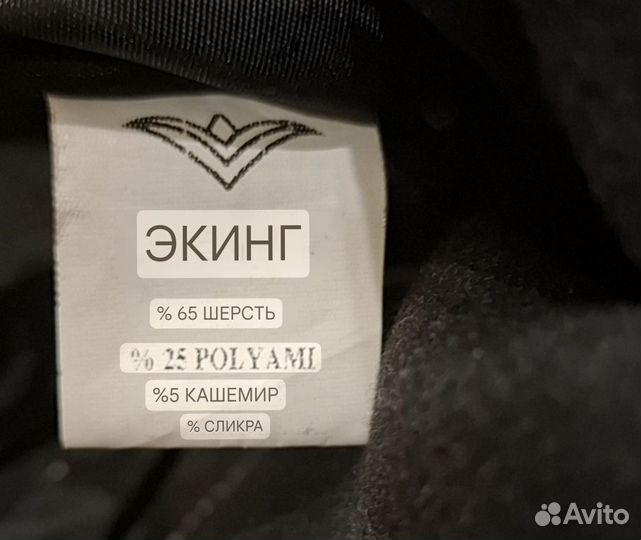 ЭКИНГ
% 65 ШЕРСТЬ
% 25 POLYAMI
%5 КАШЕМИР
% СЛИКРА
Avito